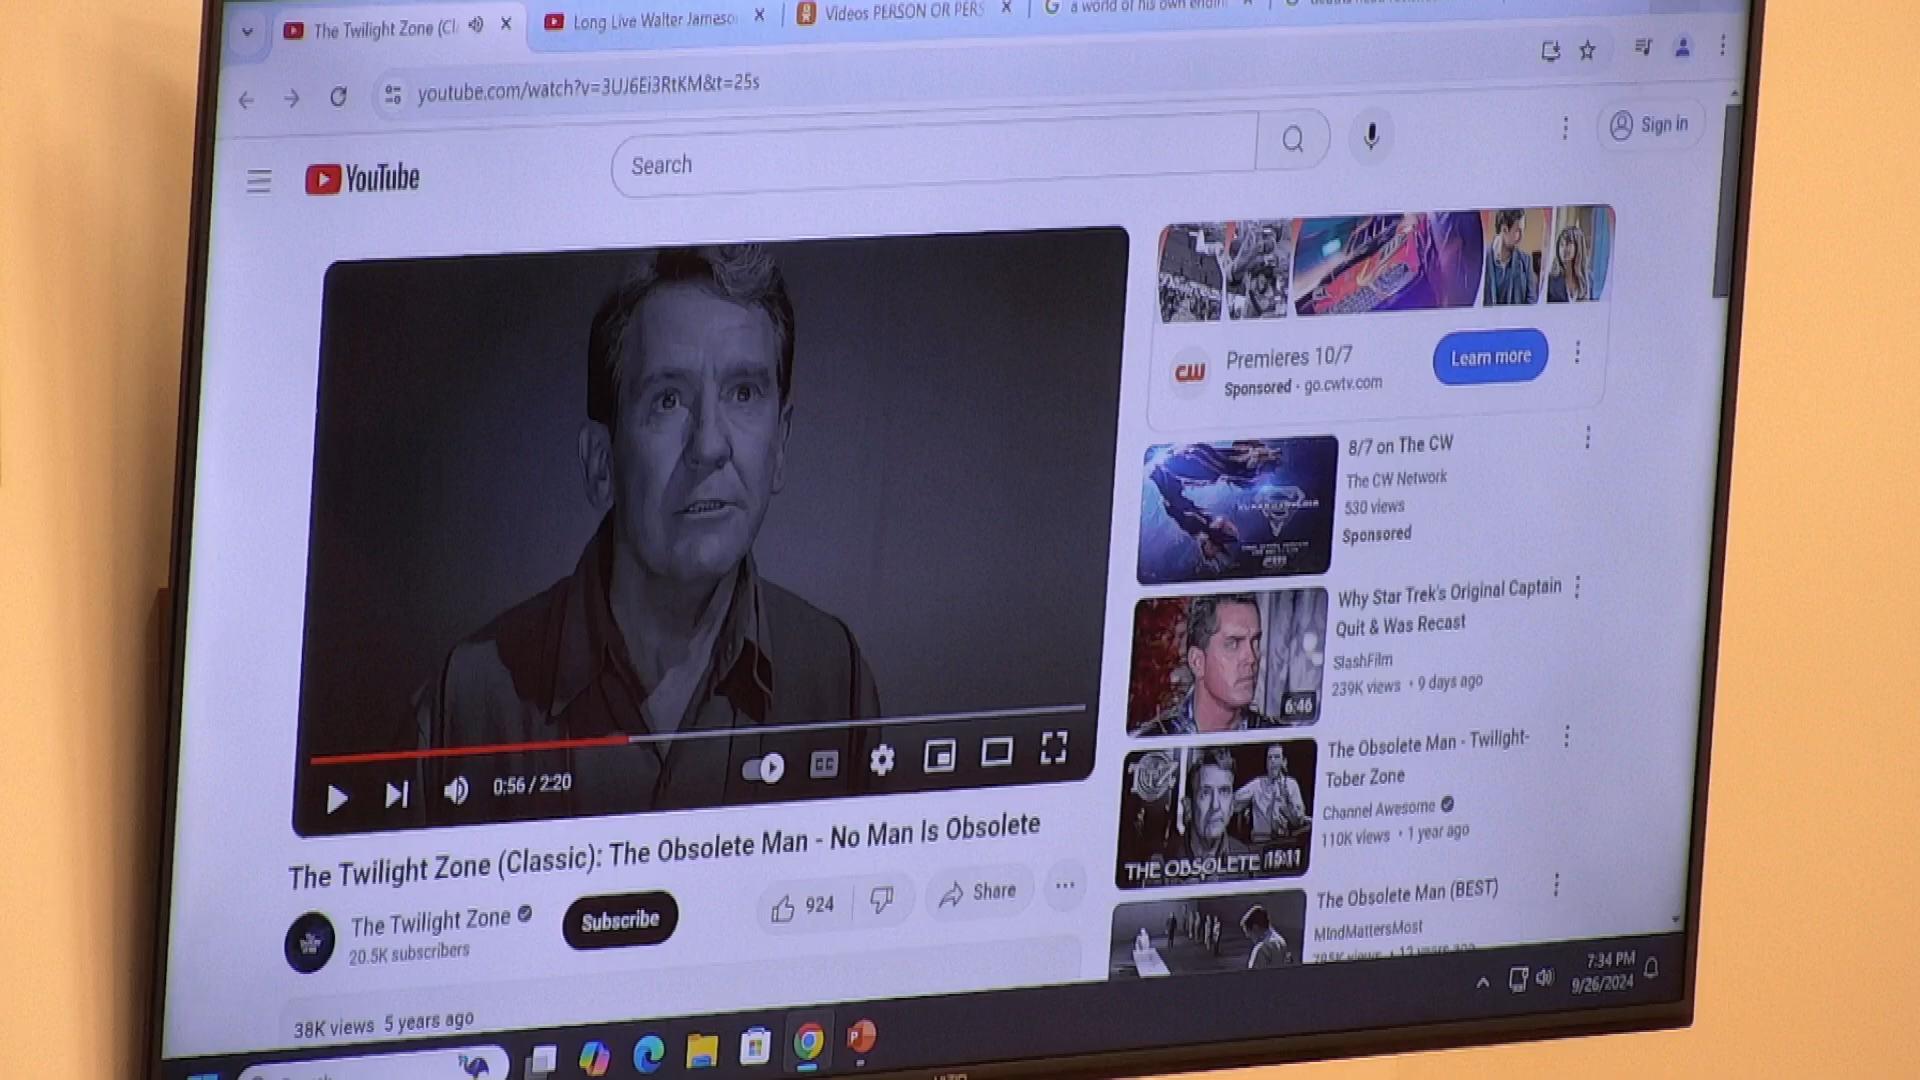 The Twilight Zone (Cl
Long Live Walter Jameso
Videos PERSON OR PERS
a world of his own
youtube.com/watch?v=3UJ6Ei3RtKM&t=25s
YouTube
Search
Sign in
CW
Premieres 10/7
Sponsored · go.cwtv.com
Learn more
8/7 on The CW
The CW Network
530 views
Sponsored
Why Star Trek's Original Captain
Quit & Was Recast
SlashFilm
239K views • 9 days ago
6:46
The Obsolete Man - Twilight-
Tober Zone
Channel Awesome
110K views • 1 year ago
THE OBSOLETE 15:11
The Obsolete Man (BEST)
MIndMattersMost
CC
0:56 / 2:20
The Twilight Zone (Classic): The Obsolete Man - No Man Is Obsolete
The Twilight Zone
20.5K subscribers
Subscribe
924
Share
38K views 5 years ago
7:34 PM
9/26/2024